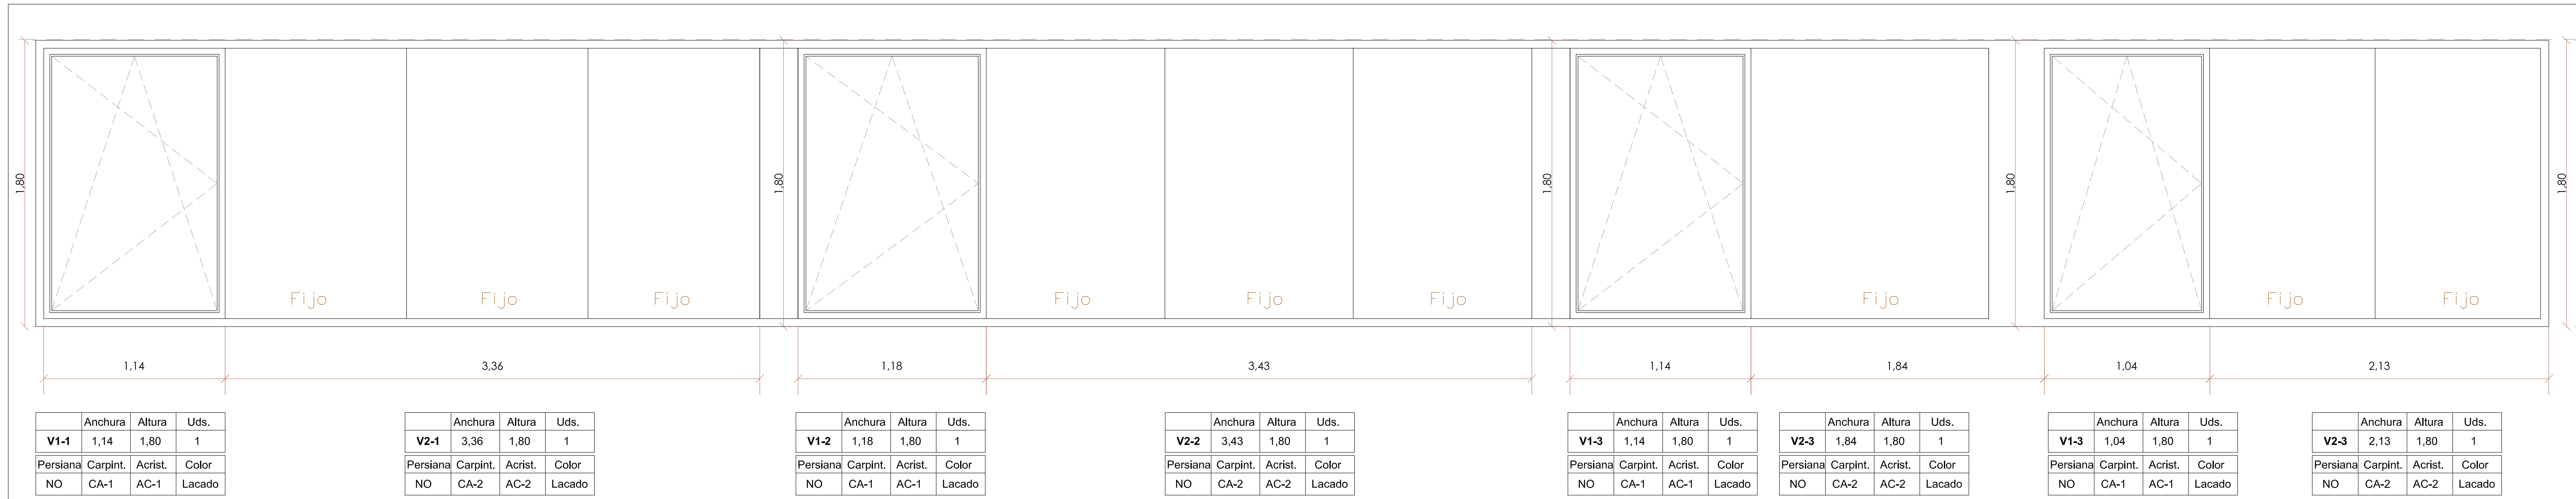 1,80
1,80
1,80
1,80
1,80
Fijo Fijo Fijo Fijo Fijo Fijo Fijo Fijo Fijo
1,14 3,36 1,18 3,43 1,14 1,84 1,04 2,13
Anchura Altura Uds.
V1-1 1,14 1,80 1
Persiana Carpint. Acrist. Color
NO CA-1 AC-1 Lacado
Anchura Altura Uds.
V2-1 3,36 1,80 1
Persiana Carpint. Acrist. Color
NO CA-2 AC-2 Lacado
Anchura Altura Uds.
V1-2 1,18 1,80 1
Persiana Carpint. Acrist. Color
NO CA-1 AC-1 Lacado
Anchura Altura Uds.
V2-2 3,43 1,80 1
Persiana Carpint. Acrist. Color
NO CA-2 AC-2 Lacado
Anchura Altura Uds.
V1-3 1,14 1,80 1
Persiana Carpint. Acrist. Color
NO CA-1 AC-1 Lacado
Anchura Altura Uds.
V2-3 1,84 1,80 1
Persiana Carpint. Acrist. Color
NO CA-2 AC-2 Lacado
Anchura Altura Uds.
V1-3 1,04 1,80 1
Persiana Carpint. Acrist. Color
NO CA-1 AC-1 Lacado
Anchura Altura Uds.
V2-3 2,13 1,80 1
Persiana Carpint. Acrist. Color
NO CA-2 AC-2 Lacado